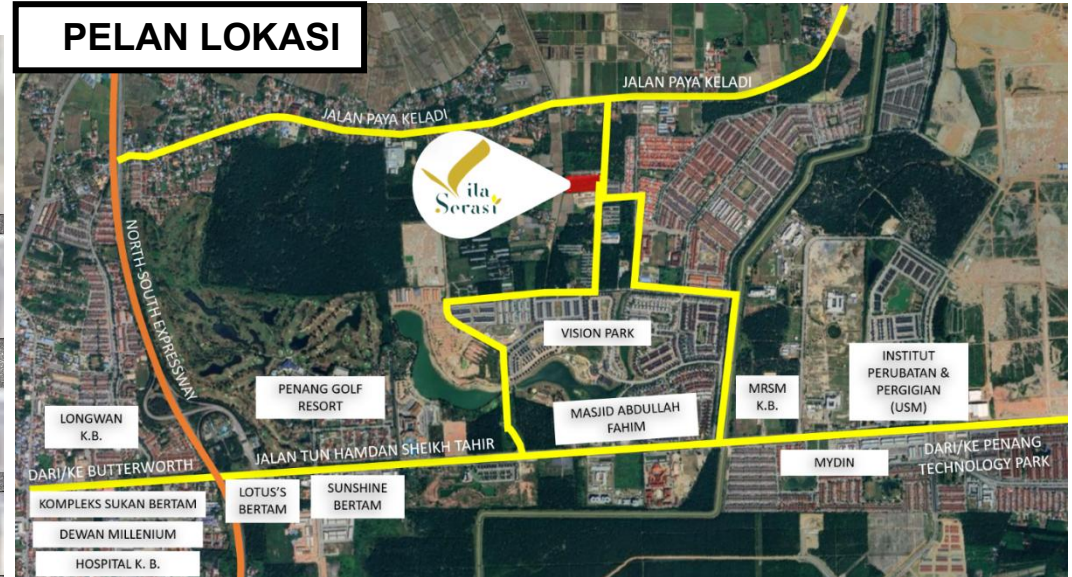 PELAN LOKASI
JALAN PAYA KELADI
JALAN PAYA KELADI
Vila
Serasi
NORTH-SOUTH EXPRESSWAY
VISION PARK
PENANG GOLF
RESORT
LONGWAN
K.B.
MASJID ABDULLAH
FAHIM
MRSM
K.B.
INSTITUT
PERUBATAN &
PERGIGIAN
(USM)
DARI/KE BUTTERWORTH
JALAN TUN HAMDAN SHEIKH TAHIR
DARI/KE PENANG
TECHNOLOGY PARK
MYDIN
KOMPLEKS SUKAN BERTAM
LOTUS'S
BERTAM
SUNSHINE
BERTAM
DEWAN MILLENIUM
HOSPITAL K. B.